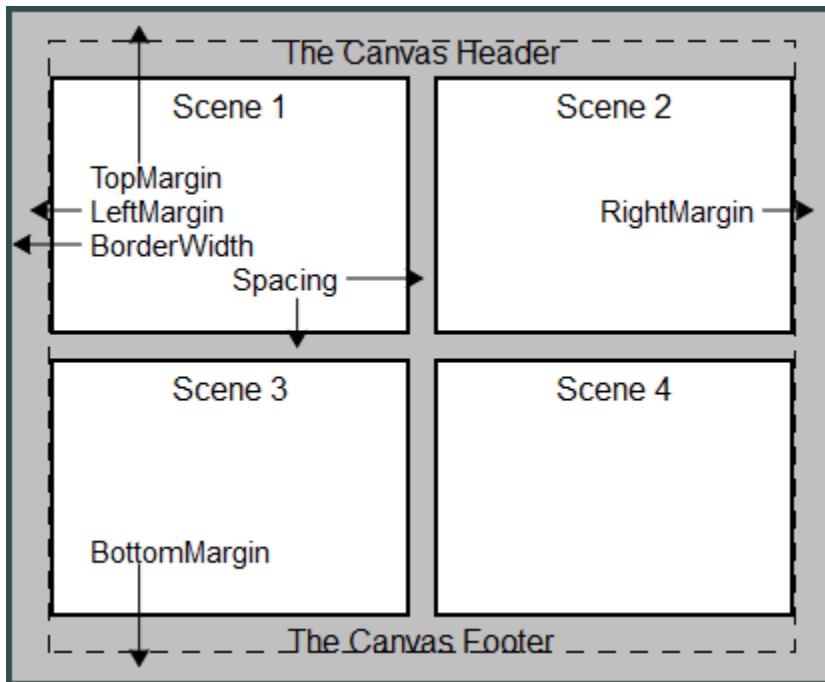 The Canvas Header
Scene 1
Scene 2
TopMargin
LeftMargin
RightMargin
BorderWidth
Spacing
Scene 3
Scene 4
BottomMargin
The Canvas Footer